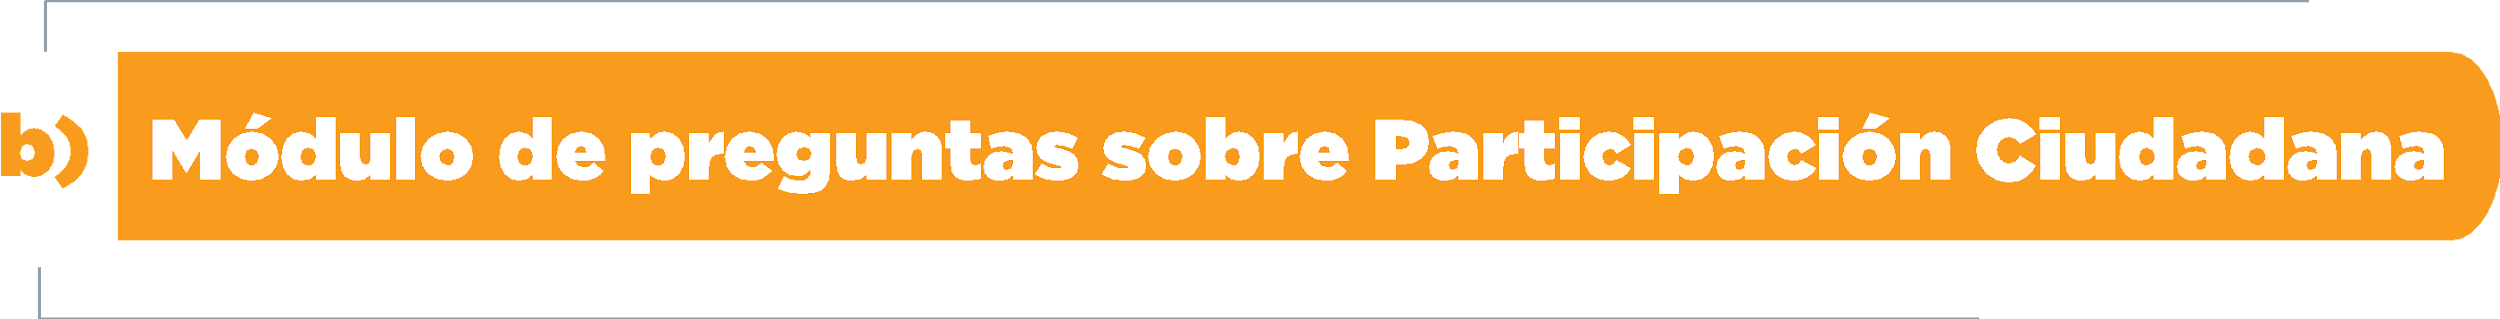 b) Módulo de preguntas sobre Participación Ciudadana